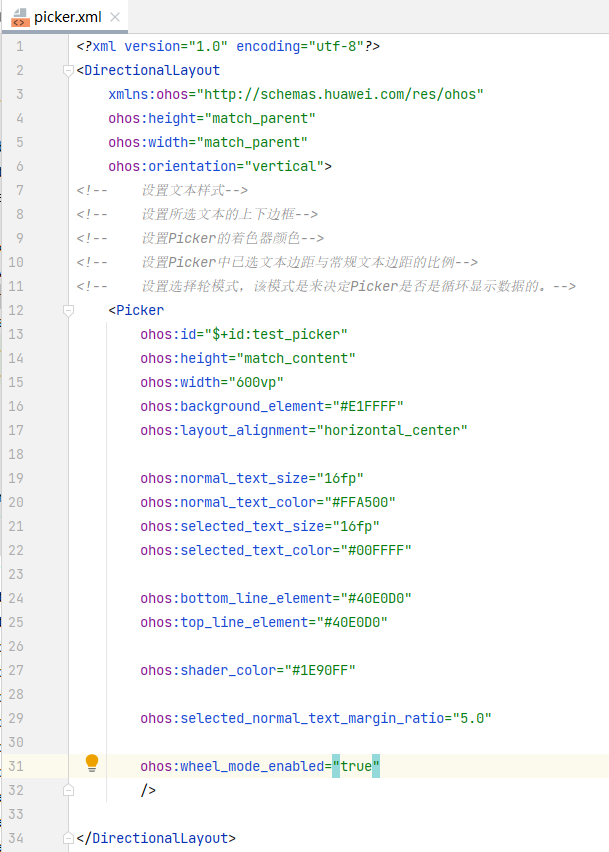 picker.xml
1 <?xml version="1.0" encoding="utf-8"?>
2 <DirectionalLayout
3 xmlns:ohos="http://schemas.huawei.com/res/ohos"
4 ohos:height="match_parent"
5 ohos:width="match_parent"
6 ohos:orientation="vertical">
7 <!-- 设置文本样式-->
8 <!-- 设置所选文本的上下边框-->
9 <!-- 设置Picker的着色器颜色-->
10 <!-- 设置Picker中已选文本边距与常规文本边距的比例-->
11 <!-- 设置选择轮模式，该模式是来决定Picker是否是循环显示数据的。-->
12 <Picker
13 ohos:id="$+id:test_picker"
14 ohos:height="match_content"
15 ohos:width="600vp"
16 ohos:background_element="#E1FFFF"
17 ohos:layout_alignment="horizontal_center"
18
19 ohos:normal_text_size="16fp"
20 ohos:normal_text_color="#FFA500"
21 ohos:selected_text_size="16fp"
22 ohos:selected_text_color="#00FFFF"
23
24 ohos:bottom_line_element="#40E0D0"
25 ohos:top_line_element="#40E0D0"
26
27 ohos:shader_color="#1E90FF"
28
29 ohos:selected_normal_text_margin_ratio="5.0"
30
31 ohos:wheel_mode_enabled="true"
32 />
33
34 </DirectionalLayout>